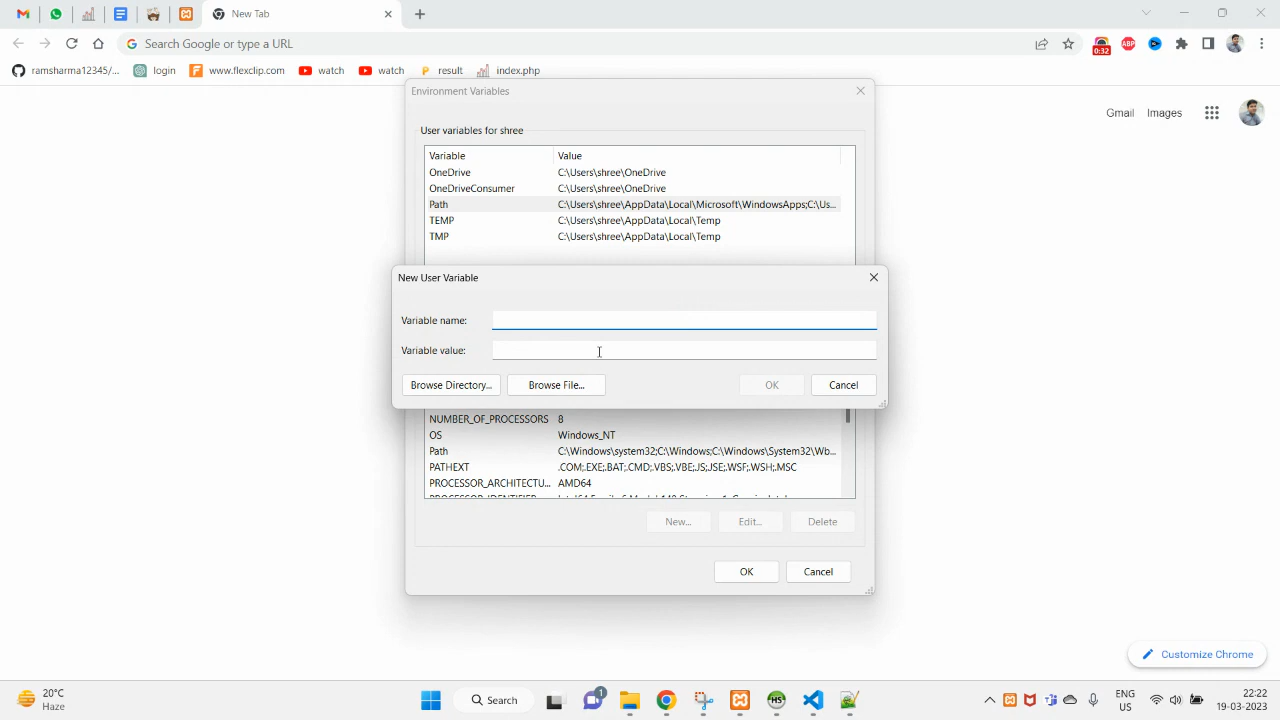 New Tab
Search Google or type a URL
0:32
ABP
ramsharma12345/...
login
www.flexclip.com
watch
watch
result
index.php
Gmail
Images
Environment Variables
User variables for shree
Variable Value
OneDrive C:\Users\shree\OneDrive
OneDriveConsumer C:\Users\shree\OneDrive
Path C:\Users\shree\AppData\Local\Microsoft\WindowsApps;C:\Us...
TEMP C:\Users\shree\AppData\Local\Temp
TMP C:\Users\shree\AppData\Local\Temp
New User Variable
Variable name:
Variable value:
Browse Directory...
Browse File...
OK
Cancel
NUMBER_OF_PROCESSORS 8
OS Windows_NT
Path C:\Windows\system32;C:\Windows;C:\Windows\System32\Wb...
PATHEXT .COM;.EXE;.BAT;.CMD;.VBS;.VBE;.JS;.JSE;.WSF;.WSH;.MSC
PROCESSOR_ARCHITECTU... AMD64
New...
Edit...
Delete
OK
Cancel
Customize Chrome
20°C
Haze
Search
1
HS
ENG
US
22:22
19-03-2023